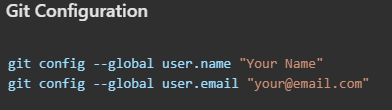 Git Configuration
git config --global user.name "Your Name"
git config --global user.email "your@email.com"